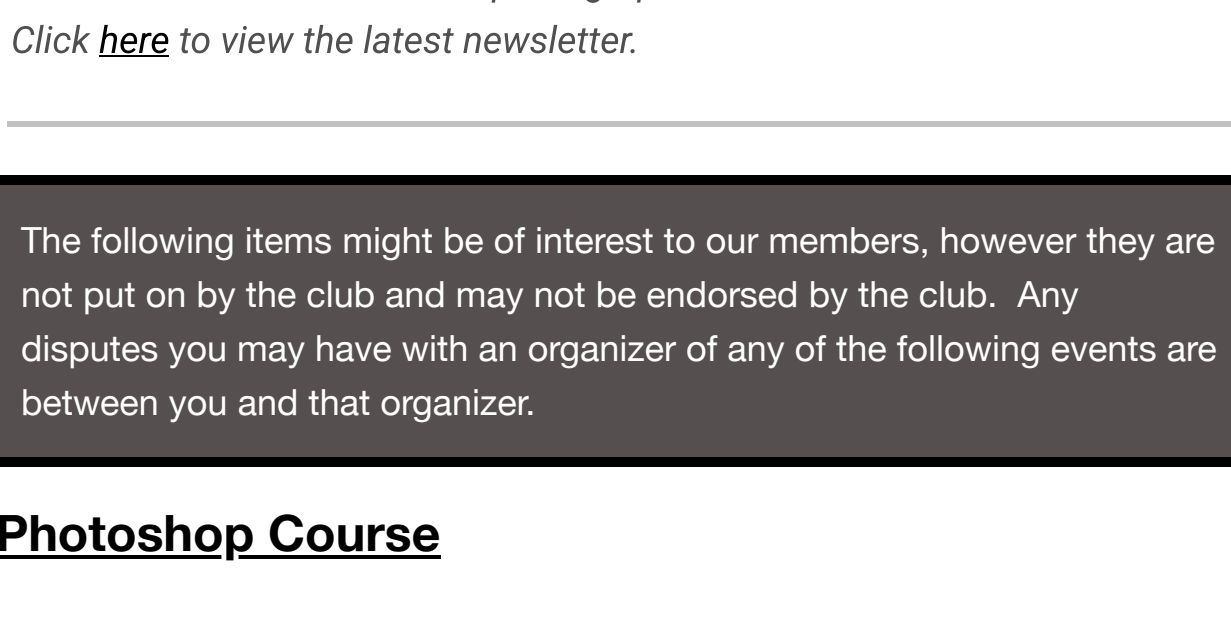 Click here to view the latest newsletter.
The following items might be of interest to our members, however they are
not put on by the club and may not be endorsed by the club.  Any
disputes you may have with an organizer of any of the following events are
between you and that organizer.
Photoshop Course